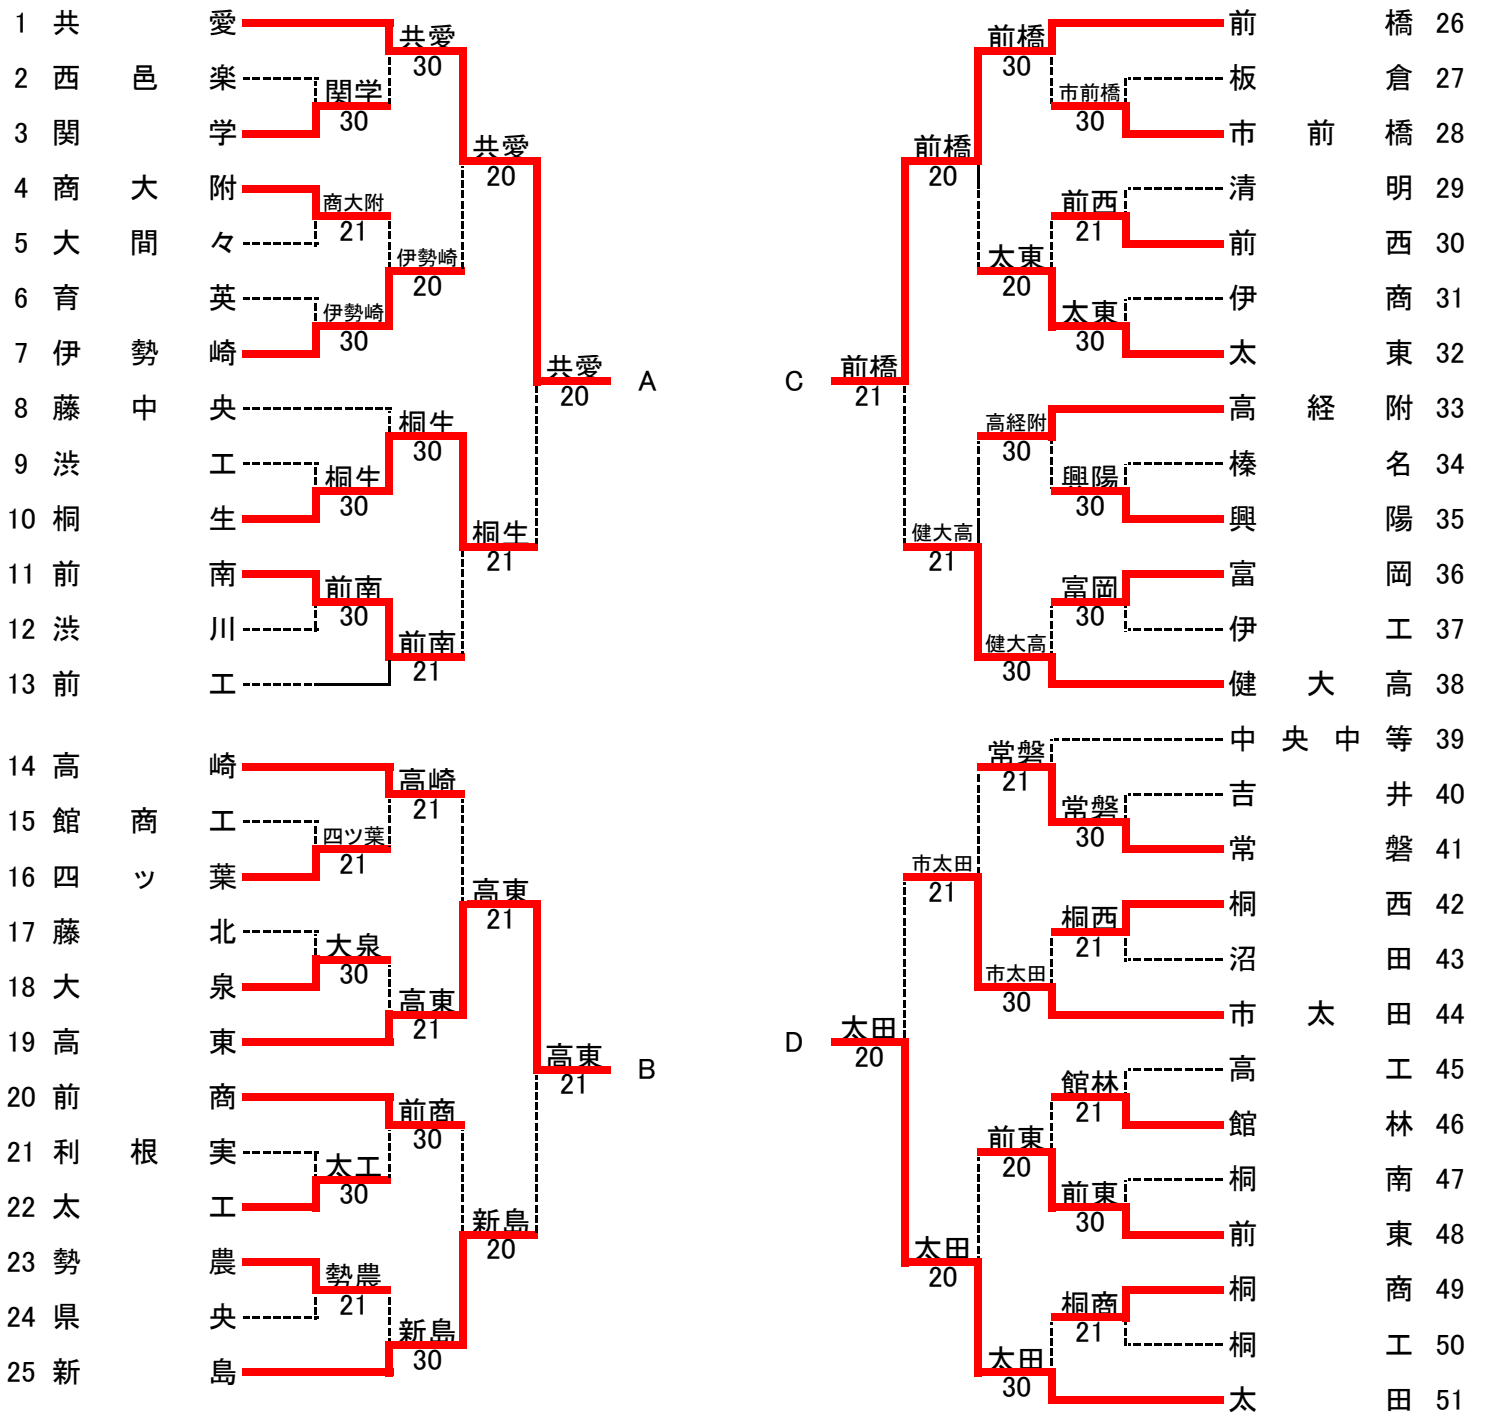 1 共 愛
2 西 邑 楽
3 関 学
4 商 大 附
5 大 間 々
6 育 英
7 伊 勢 崎
8 藤 中 央
9 渋 工
10 桐 生
11 前 南
12 渋 川
13 前 工
14 高 崎
15 館 商 工
16 四 ッ 葉
17 藤 北
18 大 泉
19 高 東
20 前 商
21 利 根 実
22 太 工
23 勢 農
24 県 央
25 新 島
関学
30
商大附
21
伊勢崎
30
桐生
30
前南
30
四ツ葉
21
大泉
30
太工
30
勢農
21
共愛
30
伊勢崎
20
桐生
30
前南
21
高崎
21
高東
21
前商
30
新島
30
共愛
20
桐生
21
高東
21
新島
20
共愛
20
A
高東
21
B
C
前橋
21
D
太田
20
前橋
20
健大高
21
市太田
21
太田
20
前橋
30
太東
20
高経附
30
健大高
30
常磐
21
市太田
30
前東
20
太田
30
市前橋
30
前西
21
太東
30
興陽
30
富岡
30
常磐
30
桐西
21
館林
21
前東
30
桐商
21
前 橋 26
板 倉 27
市 前 橋 28
清 明 29
前 西 30
伊 商 31
太 東 32
高 経 附 33
榛 名 34
興 陽 35
富 岡 36
伊 工 37
健 大 高 38
中 央 中 等 39
吉 井 40
常 磐 41
桐 西 42
沼 田 43
市 太 田 44
高 工 45
館 林 46
桐 南 47
前 東 48
桐 商 49
桐 工 50
太 田 51